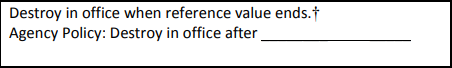 Destroy in office when reference value ends.†
Agency Policy: Destroy in office after ___________________